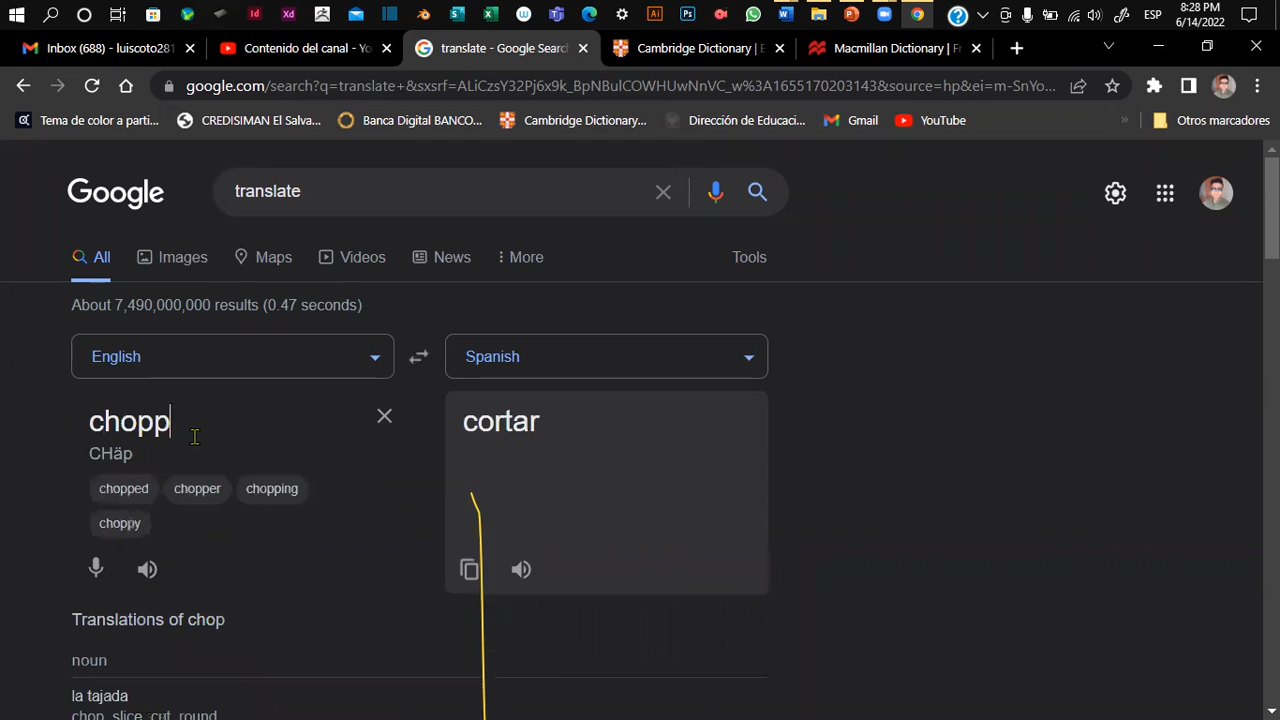 8:28 PM
ESP
6/14/2022
Inbox (688) - luiscoto281
Contenido del canal - Yo
translate - Google Search
Cambridge Dictionary | E
Macmillan Dictionary | Fr
google.com/search?q=translate+&sxsrf=ALiCzsY32Pj6x9k_BpNBulCOWHUwNnVC_w%3A1655170203143&source=hp&ei=m-SnYo...
Tema de color a parti...
CREDISIMAN El Salva...
Banca Digital BANCO...
Cambridge Dictionary...
Dirección de Educaci...
Gmail
YouTube
»
Otros marcadores
Google
translate
All
Images
Maps
Videos
News
More
Tools
About 7,490,000,000 results (0.47 seconds)
English
Spanish
chopp
cortar
CHäp
chopped
chopper
chopping
choppy
Translations of chop
noun
la tajada
chop, slice, cut, round